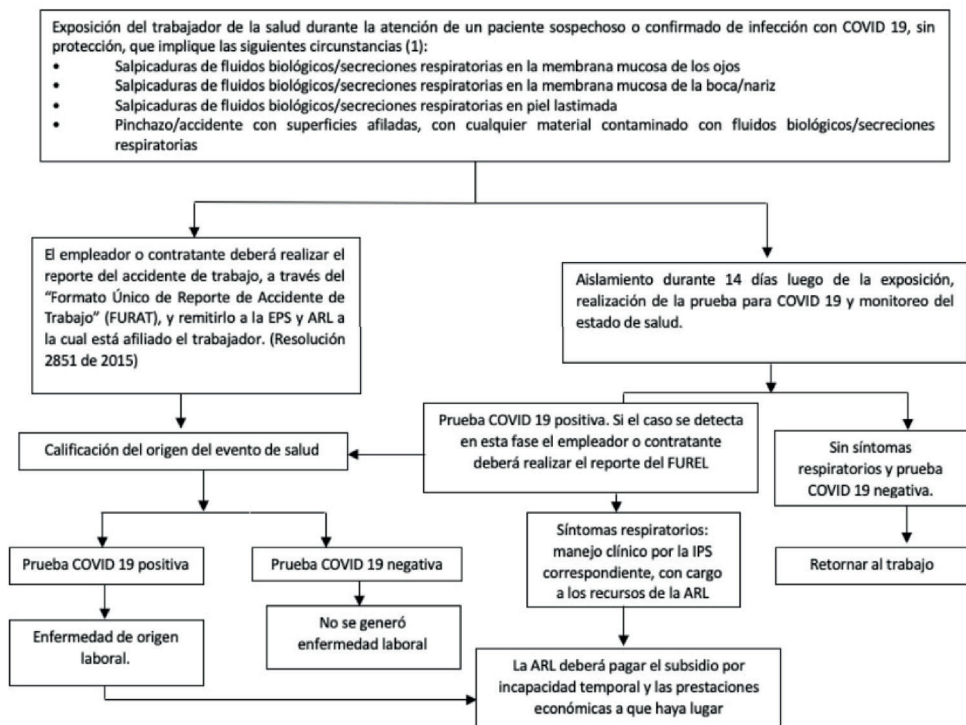 Exposición del trabajador de la salud durante la atención de un paciente sospechoso o confirmado de infección con COVID 19, sin
protección, que implique las siguientes circunstancias (1):
• Salpicaduras de fluidos biológicos/secreciones respiratorias en la membrana mucosa de los ojos
• Salpicaduras de fluidos biológicos/secreciones respiratorias en la membrana mucosa de la boca/nariz
• Salpicaduras de fluidos biológicos/secreciones respiratorias en piel lastimada
• Pinchazo/accidente con superficies afiladas, con cualquier material contaminado con fluidos biológicos/secreciones
respiratorias
El empleador o contratante deberá realizar el
reporte del accidente de trabajo, a través del
"Formato Único de Reporte de Accidente de
Trabajo" (FURAT), y remitirlo a la EPS y ARL a
la cual está afiliado el trabajador. (Resolución
2851 de 2015)
Aislamiento durante 14 días luego de la exposición,
realización de la prueba para COVID 19 y monitoreo del
estado de salud.
Calificación del origen del evento de salud
Prueba COVID 19 positiva. Si el caso se detecta
en esta fase el empleador o contratante
deberá realizar el reporte del FUREL
Sin síntomas
respiratorios y prueba
COVID 19 negativa.
Prueba COVID 19 positiva
Prueba COVID 19 negativa
Síntomas respiratorios:
manejo clínico por la IPS
correspondiente, con cargo
a los recursos de la ARL
Retornar al trabajo
Enfermedad de origen
laboral.
No se generó
enfermedad laboral
La ARL deberá pagar el subsidio por
incapacidad temporal y las prestaciones
económicas a que haya lugar